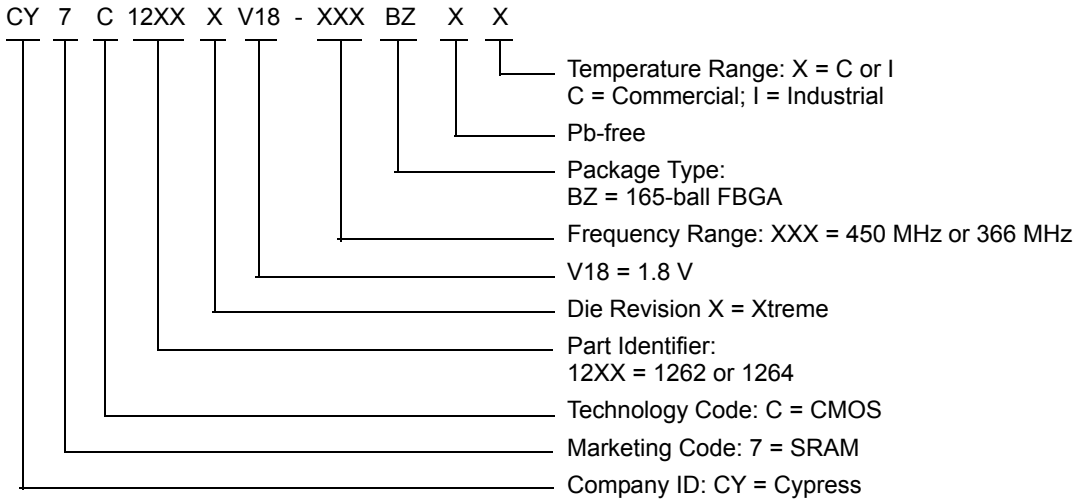 CY 7 C 12XX X V18 - XXX BZ X X
Temperature Range: X = C or I
C = Commercial; I = Industrial
Pb-free
Package Type:
BZ = 165-ball FBGA
Frequency Range: XXX = 450 MHz or 366 MHz
V18 = 1.8 V
Die Revision X = Xtreme
Part Identifier:
12XX = 1262 or 1264
Technology Code: C = CMOS
Marketing Code: 7 = SRAM
Company ID: CY = Cypress